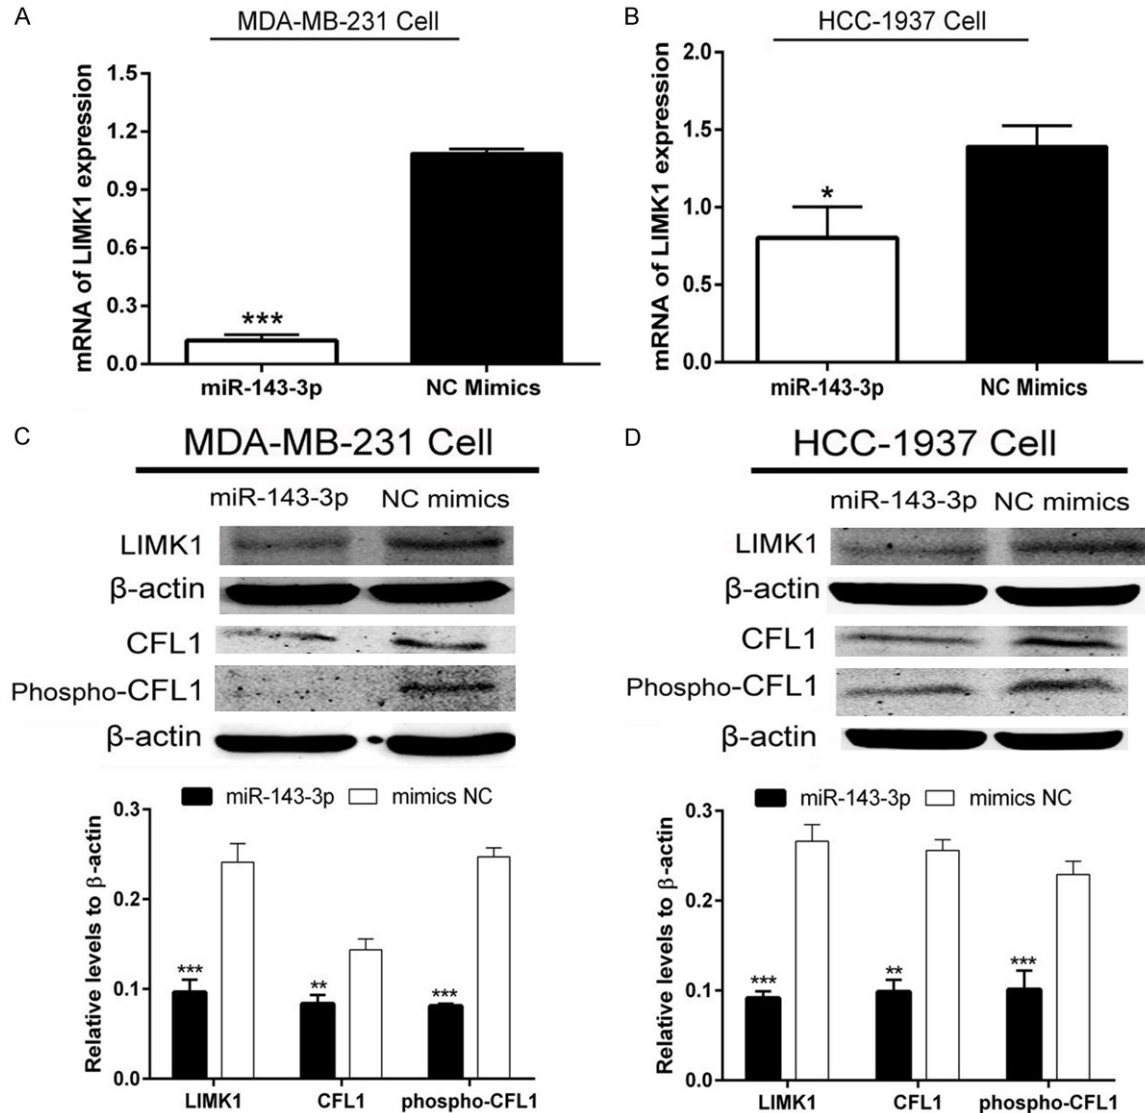 A
MDA-MB-231 Cell
mRNA of LIMK1 expression
1.5
1.2
0.9
0.6
0.3
0.0
***
miR-143-3p
NC Mimics
B
HCC-1937 Cell
mRNA of LIMK1 expression
2.0
1.5
1.0
0.5
0.0
*
miR-143-3p
NC Mimics
C
MDA-MB-231 Cell
miR-143-3p NC mimics
LIMK1
β-actin
CFL1
Phospho-CFL1
β-actin
miR-143-3p mimics NC
Relative levels to β-actin
0.3
0.2
0.1
0.0
*** ** ***
LIMK1 CFL1 phospho-CFL1
D
HCC-1937 Cell
miR-143-3p NC mimics
LIMK1
β-actin
CFL1
Phospho-CFL1
β-actin
miR-143-3p mimics NC
Relative levels to β-actin
0.3
0.2
0.1
0.0
*** ** ***
LIMK1 CFL1 phospho-CFL1